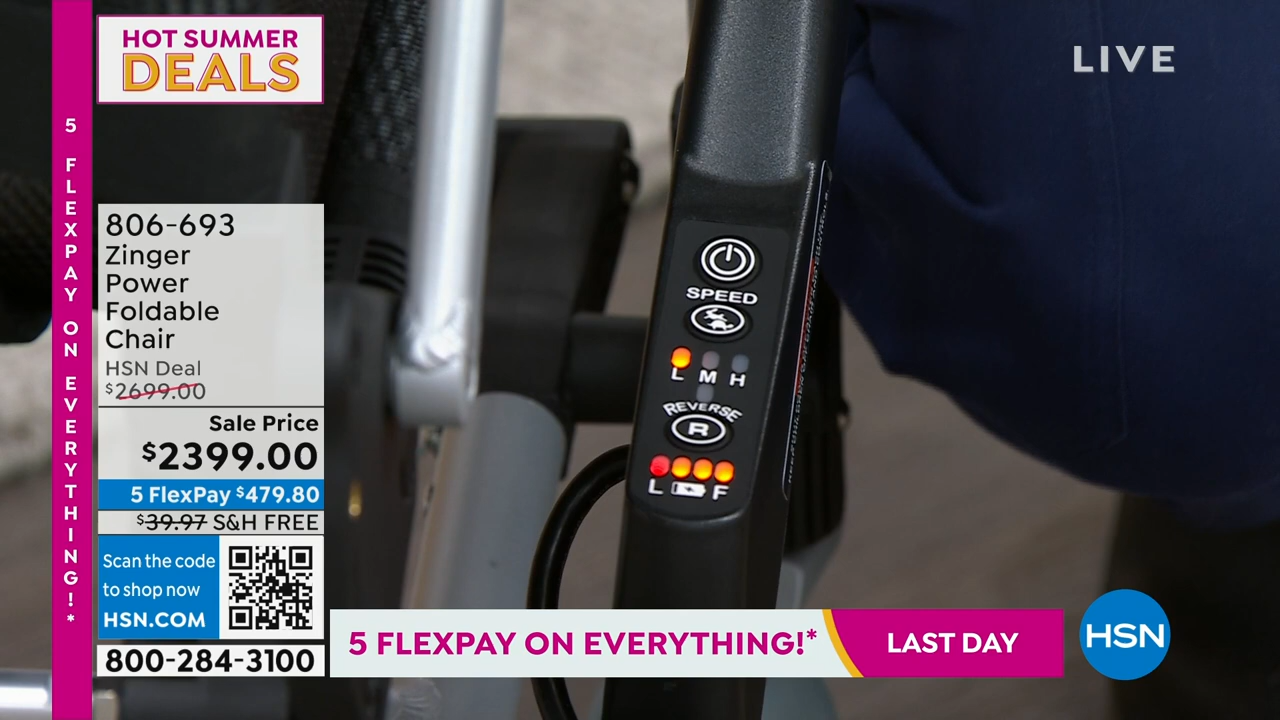 5 FLEXPAY ON EVERYTHING!*
HOT SUMMER
DEALS
LIVE
806-693
Zinger
Power
Foldable
Chair
HSN Deal
$2699.00
Sale Price
$2399.00
5 FlexPay $479.80
$39.97 S&H FREE
Scan the code
to shop now
HSN.COM
800-284-3100
SPEED
L M H
REVERSE
R
L F
5 FLEXPAY ON EVERYTHING!*
LAST DAY
HSN